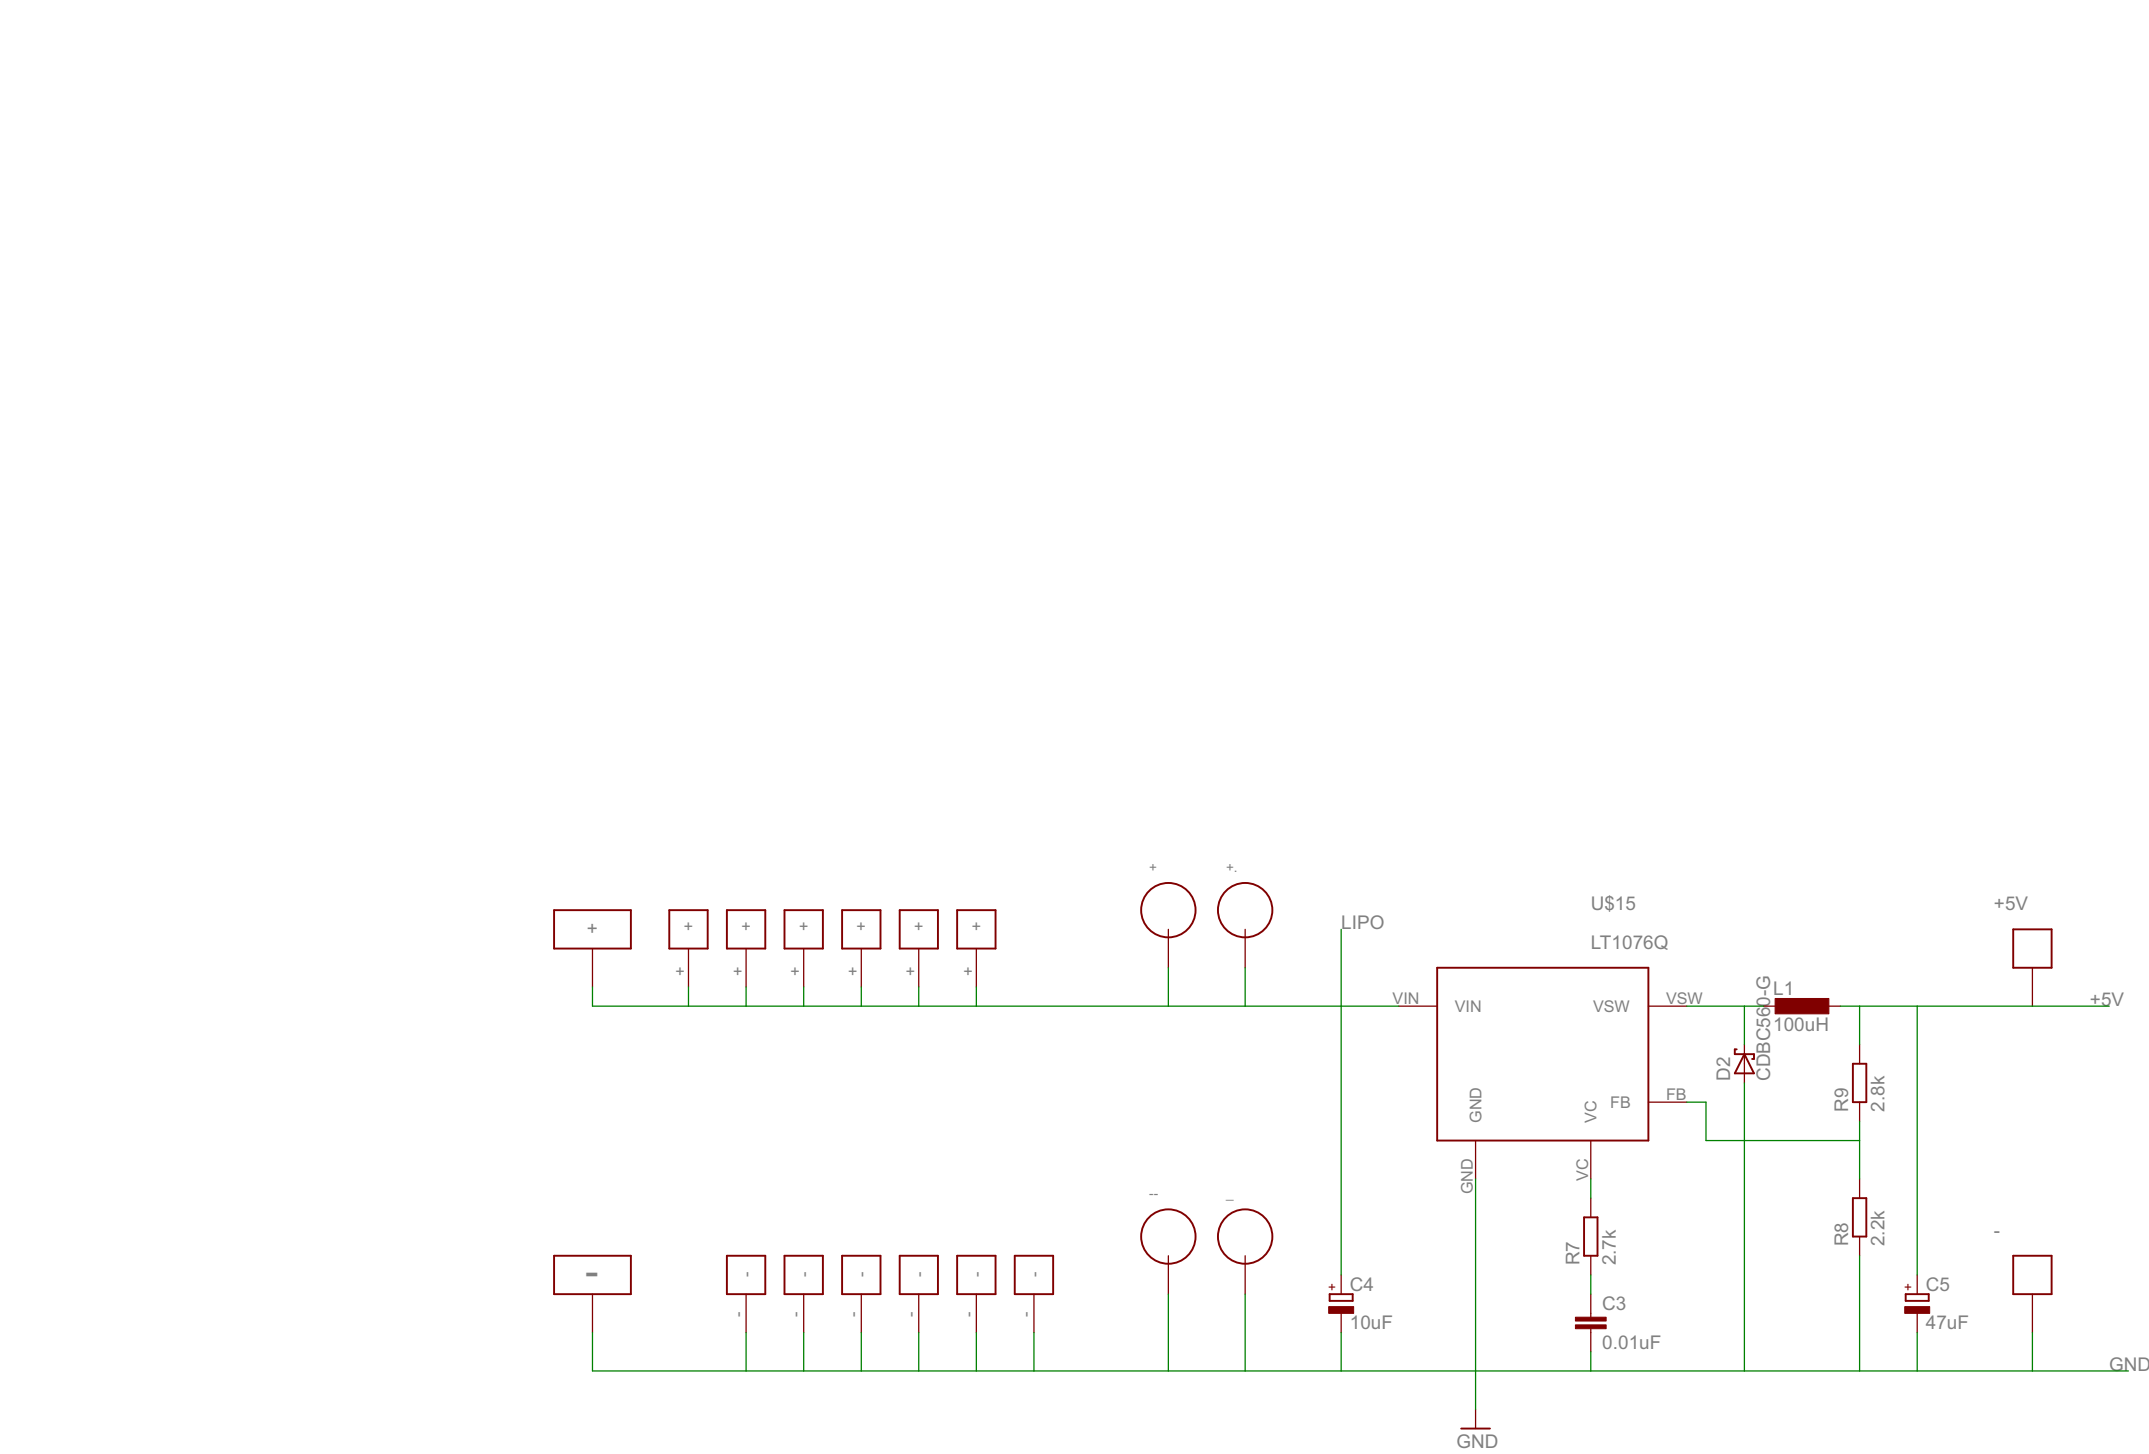 + +.
U$15
+5V
LIPO
LT1076Q
+ + + + + + +
+ + + + + +
VIN
VIN
VSW
VSW
CDBC560-G
L1
100uH
+5V
D2
GND
VC
FB
FB
R9
2.8k
GND
VC
-- _
R7
2.7k
R8
2.2k
-
- - - - - - -
- - - - - -
+
C4
10uF
C3
0.01uF
+
C5
47uF
GND
GND